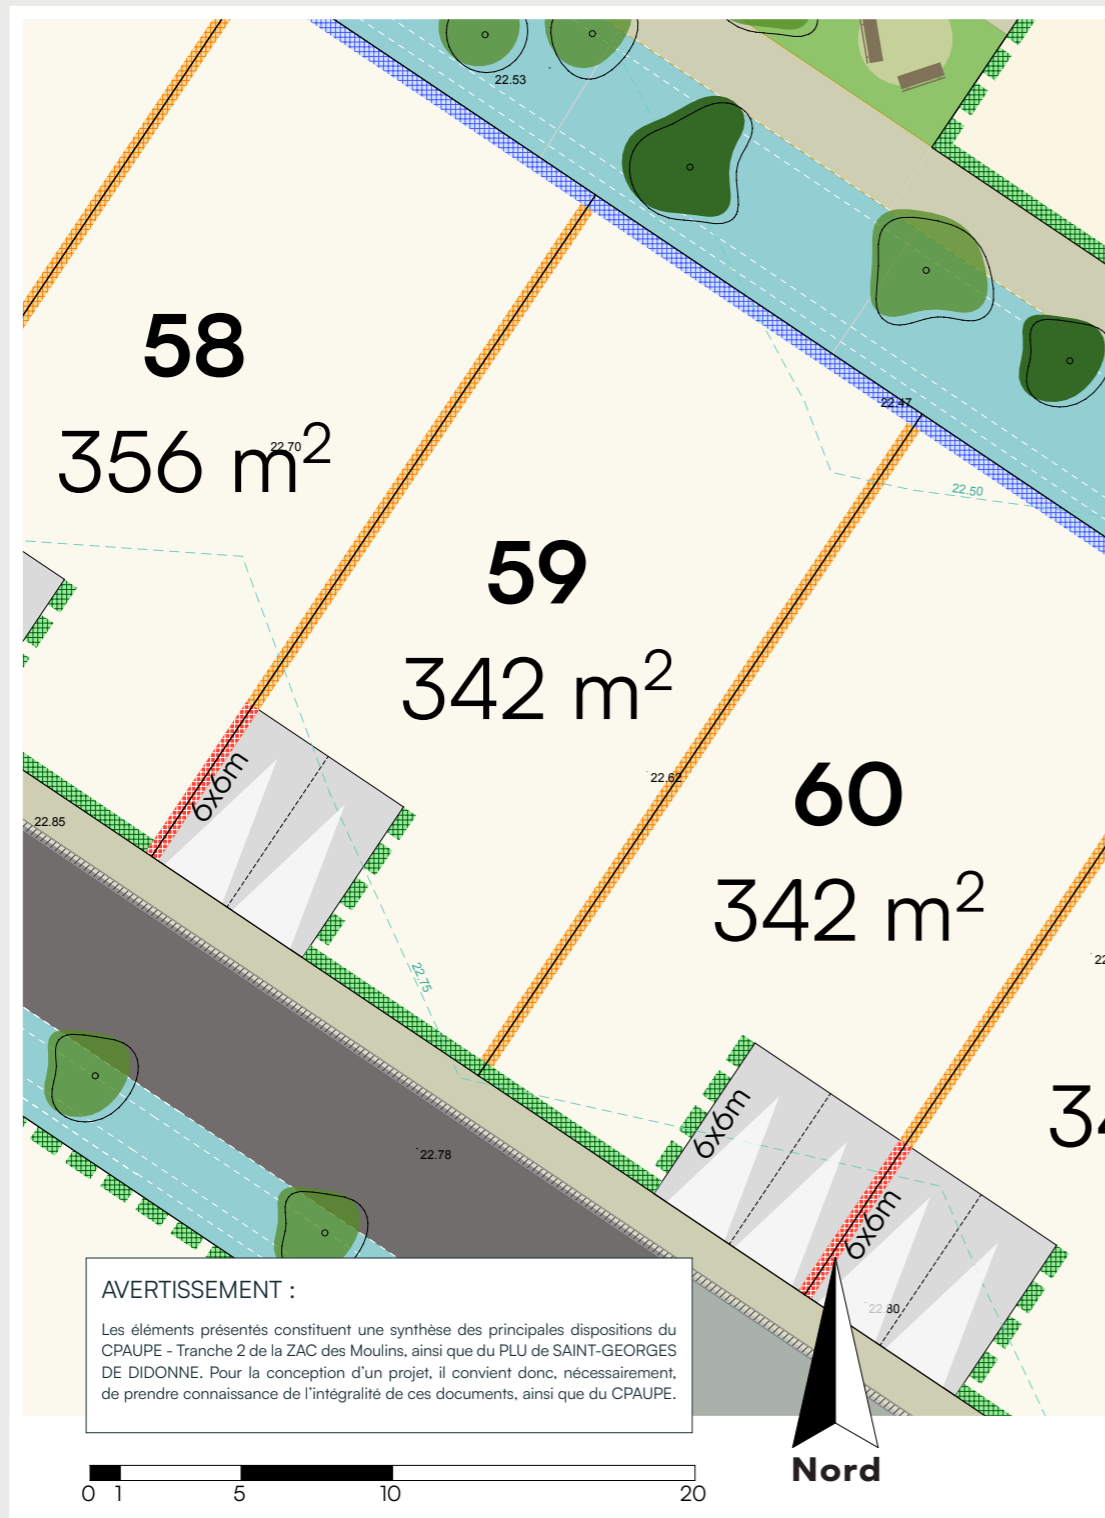 22.53
22.47
22.50
58
356 m²
22.70
59
342 m²
22.62
60
342 m²
6x6m
22.85
22.75
22.78
6x6m
6x6m
22.80
AVERTISSEMENT :
Les éléments présentés constituent une synthèse des principales dispositions du
CPAUPE - Tranche 2 de la ZAC des Moulins, ainsi que du PLU de SAINT-GEORGES
DE DIDONNE. Pour la conception d'un projet, il convient donc, nécessairement,
de prendre connaissance de l'intégralité de ces documents, ainsi que du CPAUPE.
Nord
0 1 5 10 20